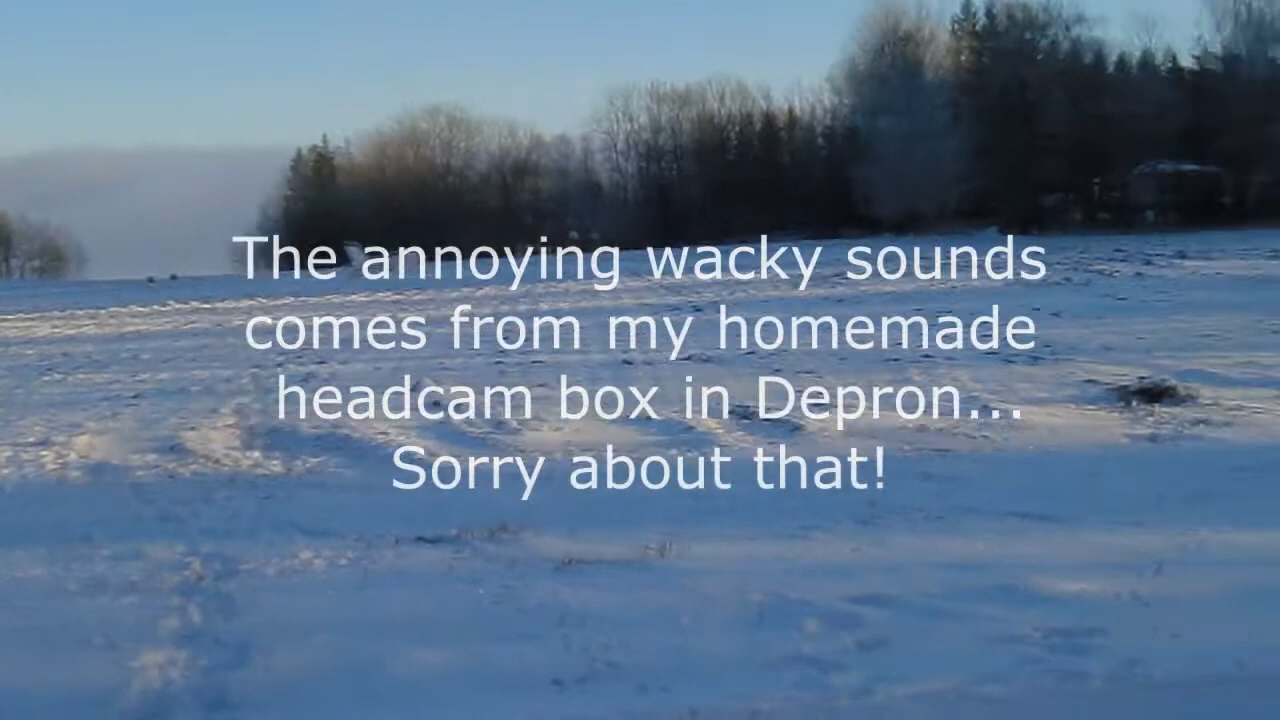 The annoying wacky sounds
comes from my homemade
headcam box in Depron...
Sorry about that!